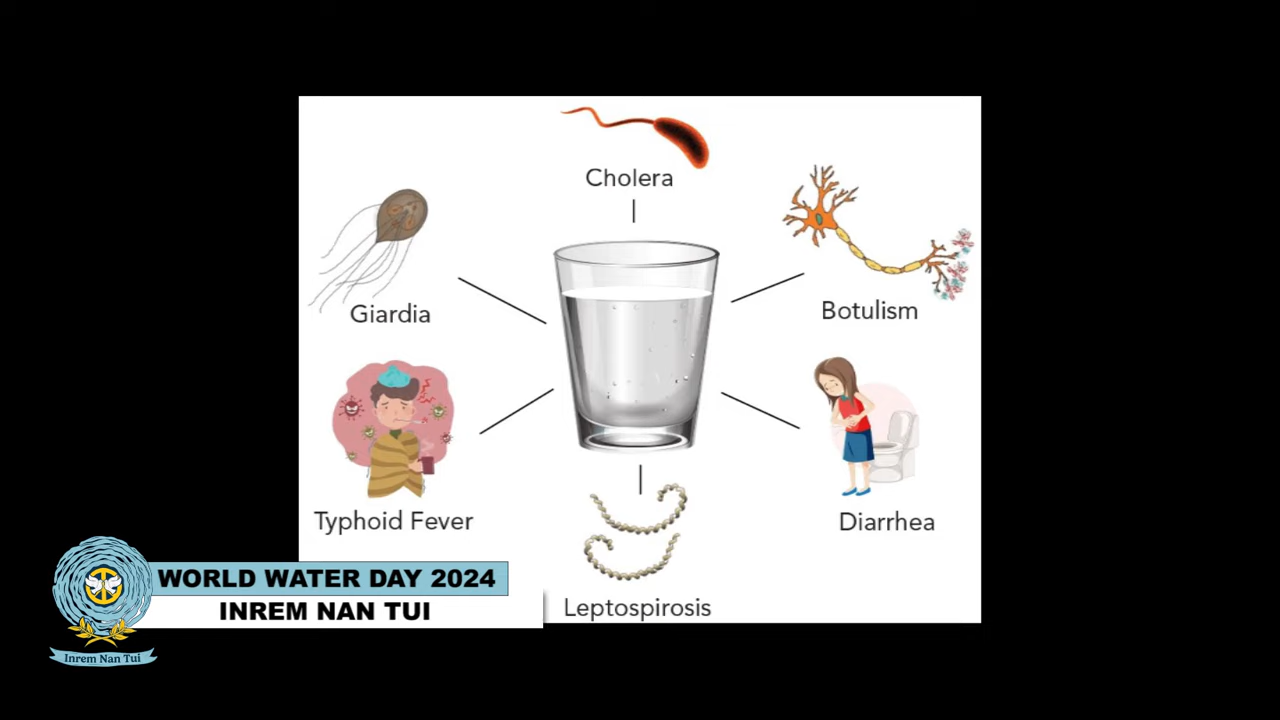 Cholera
Giardia
Botulism
Typhoid Fever
Diarrhea
Leptospirosis
WORLD WATER DAY 2024
INREM NAN TUI
Inrem Nan Tui